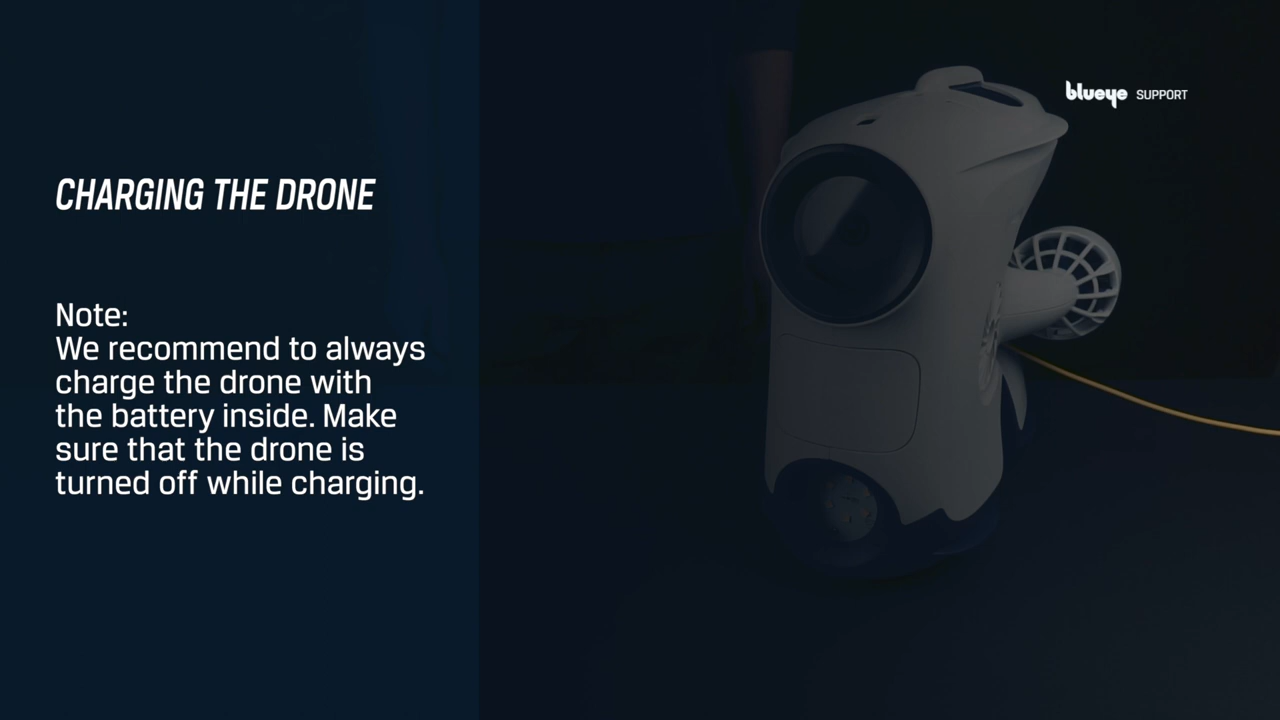 blueye SUPPORT
CHARGING THE DRONE
Note:
We recommend to always
charge the drone with
the battery inside. Make
sure that the drone is
turned off while charging.